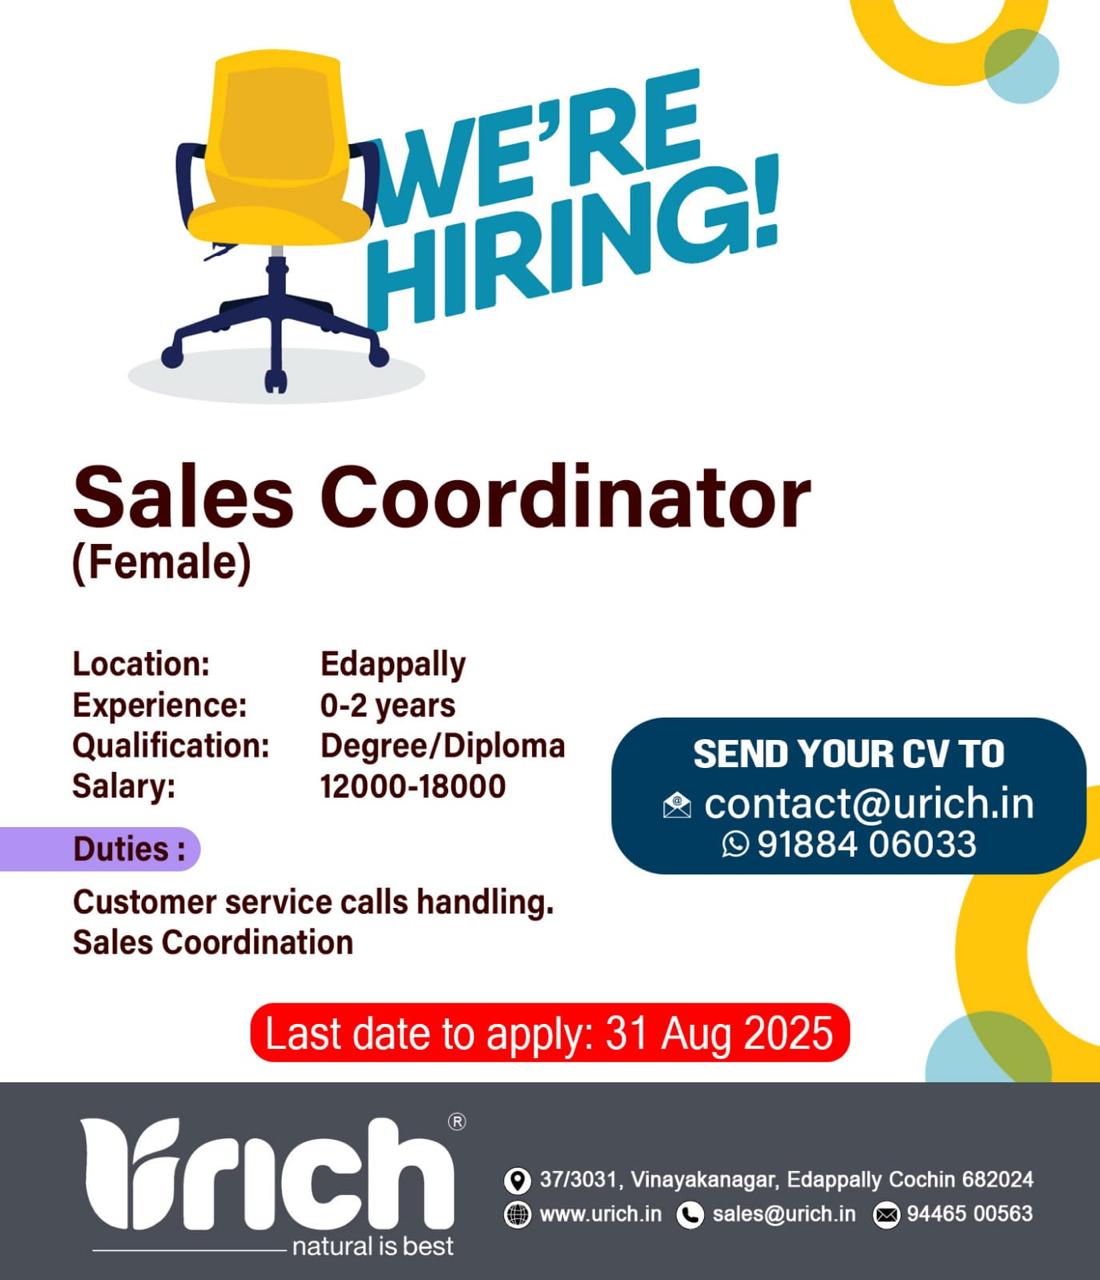 WE'RE
HIRING!
Sales Coordinator
(Female)
Location: Edappally
Experience: 0-2 years
Qualification: Degree/Diploma
Salary: 12000-18000
SEND YOUR CV TO
contact@urich.in
91884 06033
Duties :
Customer service calls handling.
Sales Coordination
Last date to apply: 31 Aug 2025
Urich®
natural is best
37/3031, Vinayakanagar, Edappally Cochin 682024
www.urich.in sales@urich.in 94465 00563